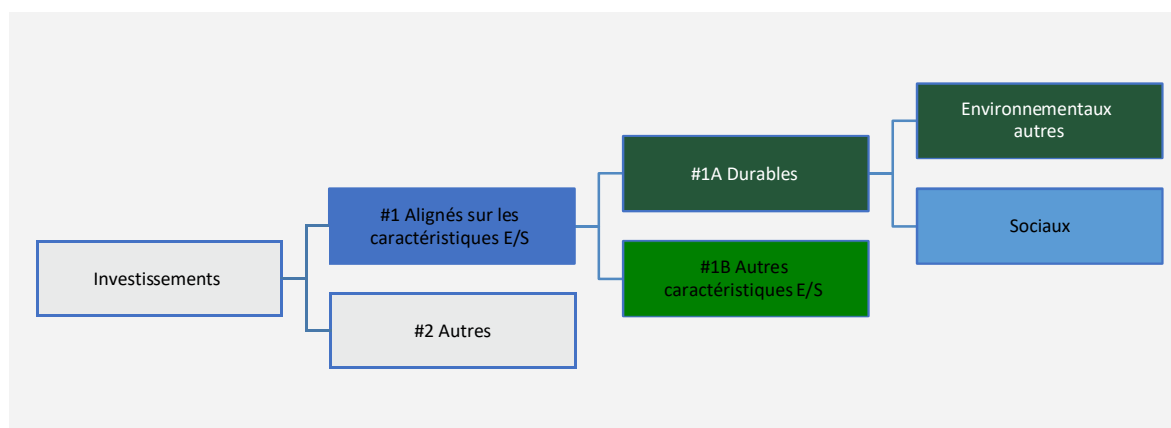 Investissements
#1 Alignés sur les
caractéristiques E/S
#2 Autres
#1A Durables
#1B Autres
caractéristiques E/S
Environnementaux
autres
Sociaux